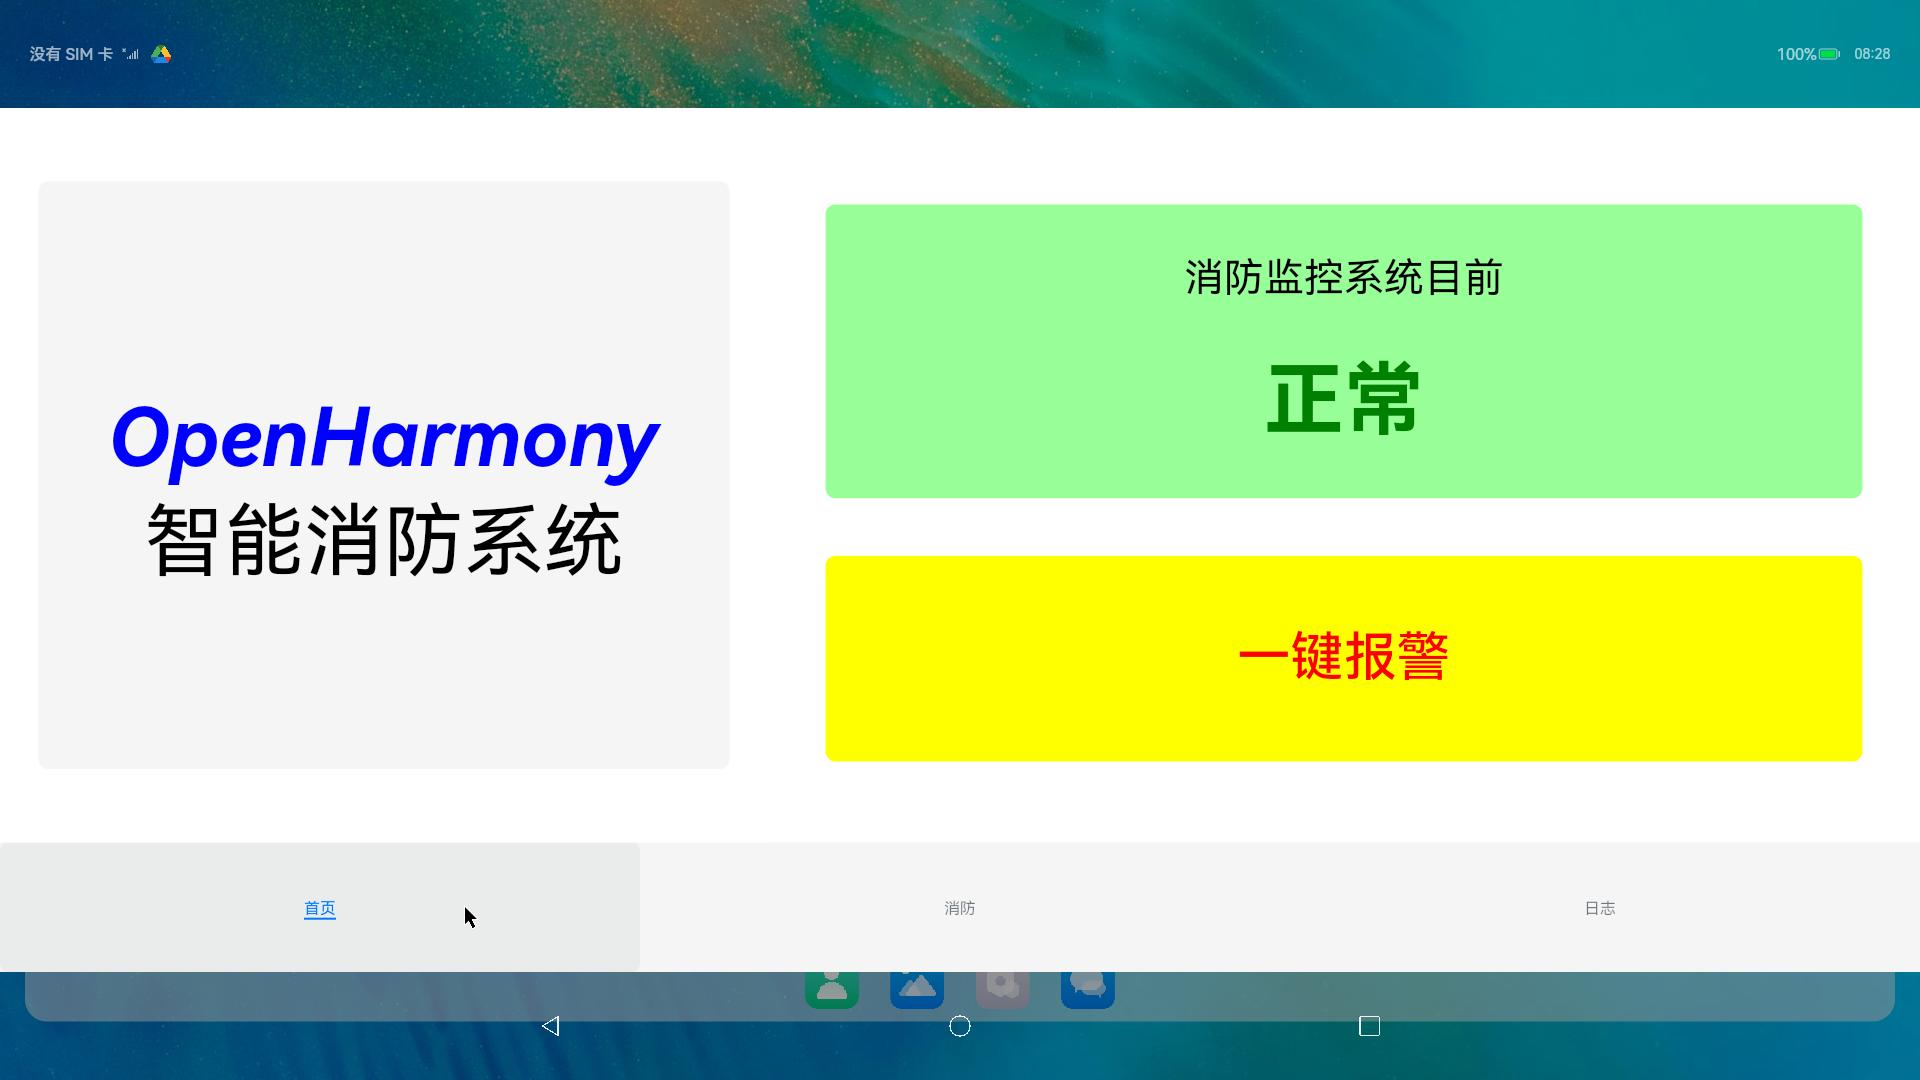 没有 SIM 卡
100% 08:28
OpenHarmony
智能消防系统
消防监控系统目前
正常
一键报警
首页
消防
日志